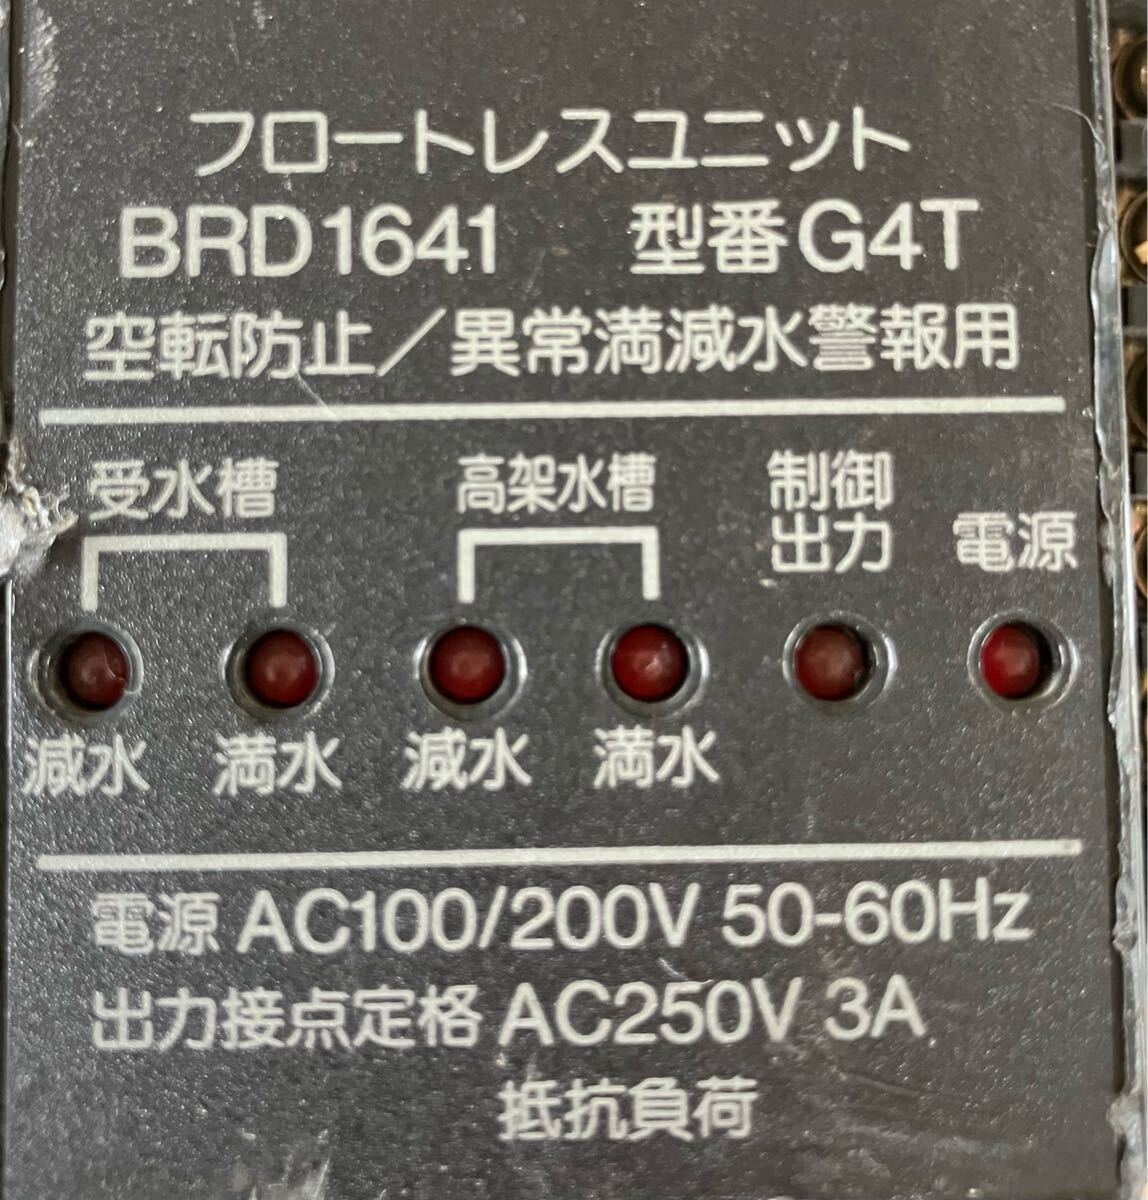 フロートレスユニット
BRD1641 型番G4T
空転防止/異常満減水警報用
受水槽 高架水槽 制御出力 電源
減水 満水 減水 満水
電源 AC100/200V 50-60Hz
出力接点定格 AC250V 3A
抵抗負荷